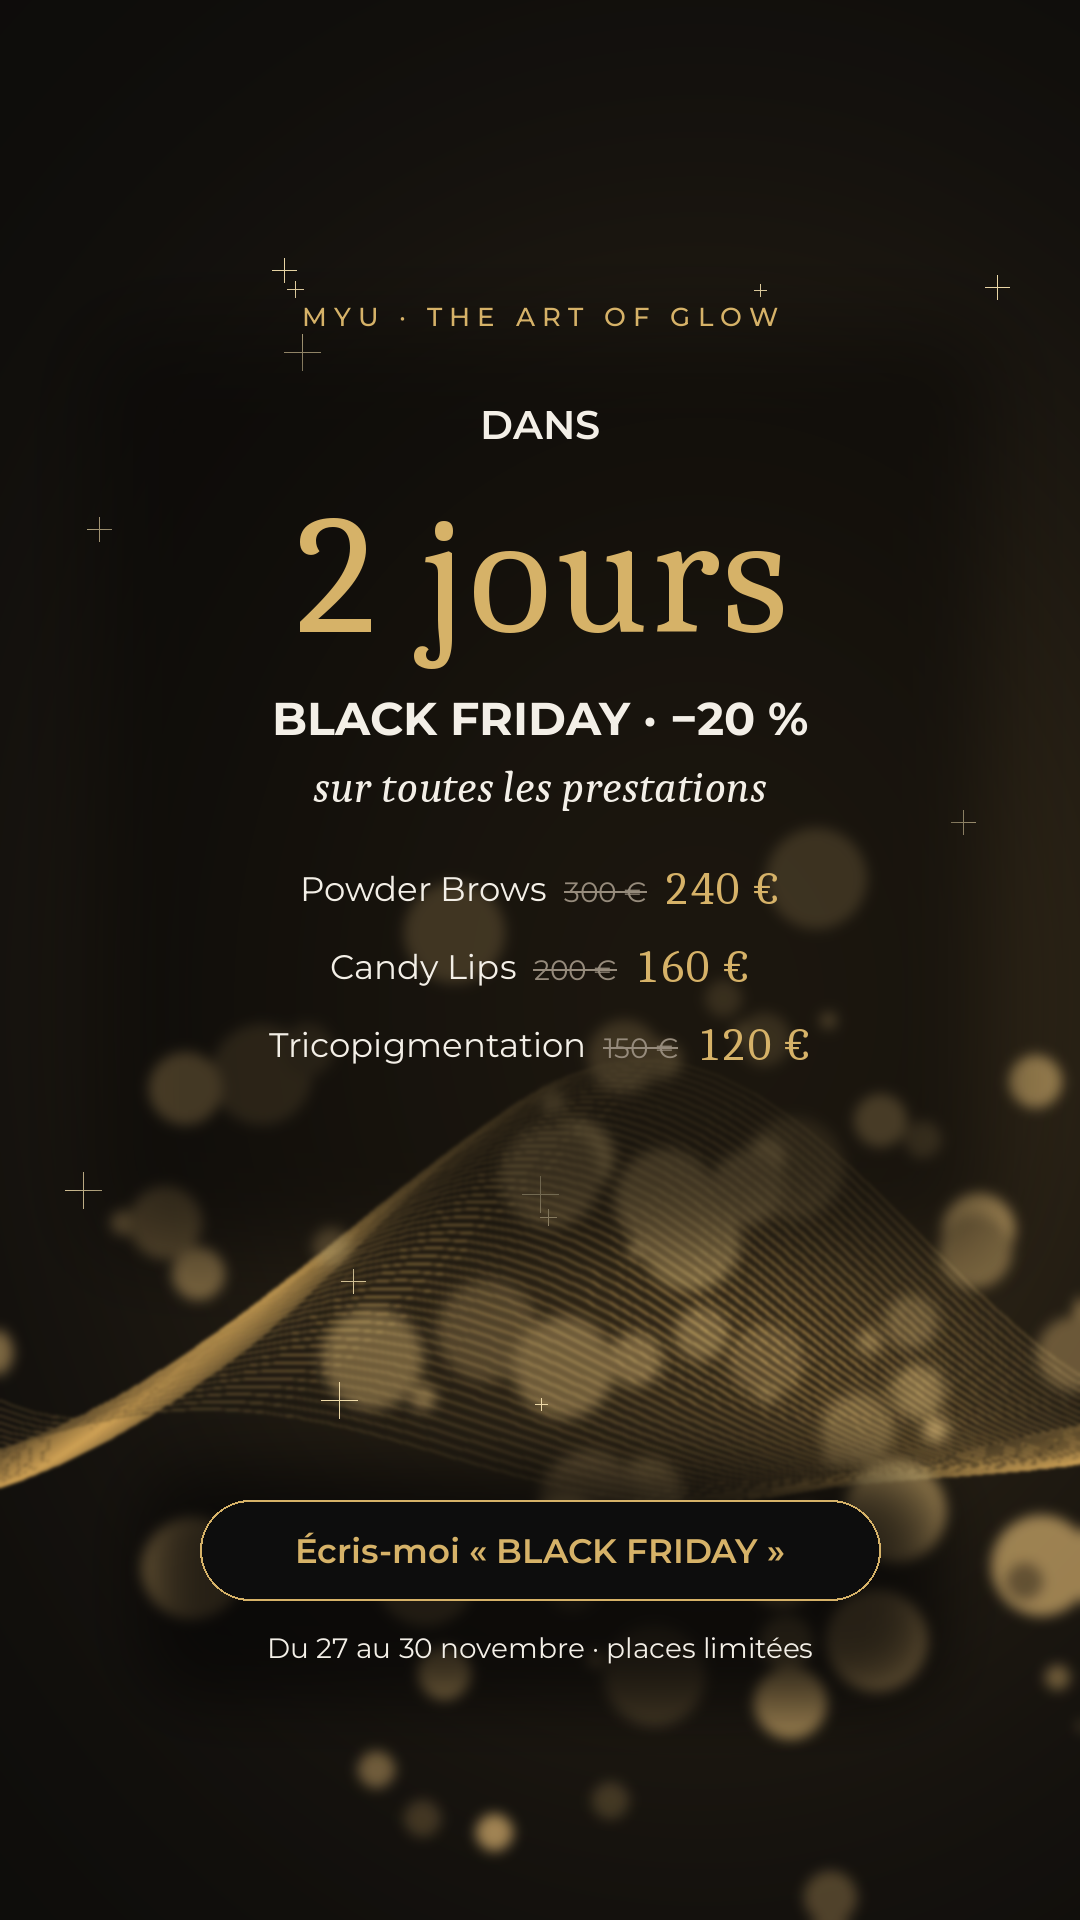 MYU · THE ART OF GLOW
DANS
2 jours
BLACK FRIDAY · −20 %
sur toutes les prestations
Powder Brows 300 € 240 €
Candy Lips 200 € 160 €
Tricopigmentation 150 € 120 €
Écris-moi « BLACK FRIDAY »
Du 27 au 30 novembre · places limitées